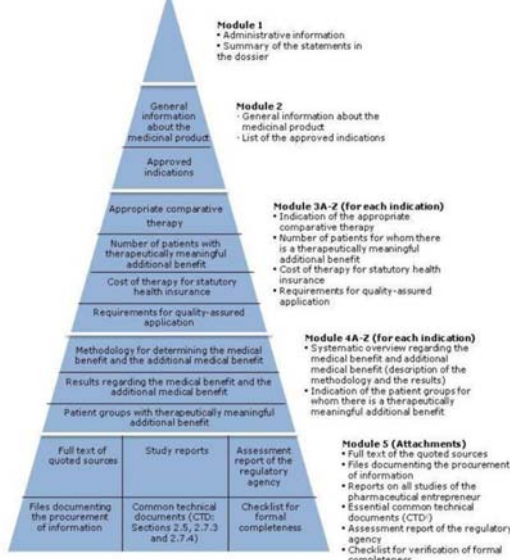 Module 1
• Administrative information
• Summary of the statements in
the dossier
General
information
about the
medicinal product
Approved
indications
Module 2
· General information about the
medicinal product
· List of the approved indications
Appropriate comparative
therapy
Number of patients with
therapeutically meaningful
additional benefit
Cost of therapy for statutory
health insurance
Requirements for quality-assured
application
Module 3A-Z (for each indication)
• Indication of the appropriate
comparative therapy
• Number of patients for whom there
is a therapeutically meaningful
additional benefit
• Cost of therapy for statutory health
insurance
• Requirements for quality-assured
application
Methodology for determining the medical
benefit and the additional medical benefit
Results regarding the medical benefit and the
additional medical benefit
Patient groups with therapeutically meaningful
additional benefit
Module 4A-Z (for each indication)
• Systematic overview regarding the
medical benefit and additional
medical benefit (description of the
methodology and the results)
• Indication of the patient groups for
whom there is a therapeutically
meaningful additional benefit
Full text of
quoted sources
Study reports
Assessment
report of the
regulatory
agency
Files documenting
the procurement
of information
Common technical
documents (CTD:
Sections 2.5, 2.7.3
and 2.7.4)
Checklist for
formal
completeness
Module 5 (Attachments)
• Full text of the quoted sources
• Files documenting the procurement
of information
• Reports on all studies of the
pharmaceutical entrepreneur
• Essential common technical
documents (CTD)
• Assessment report of the regulatory
agency
• Checklist for verification of formal
completeness